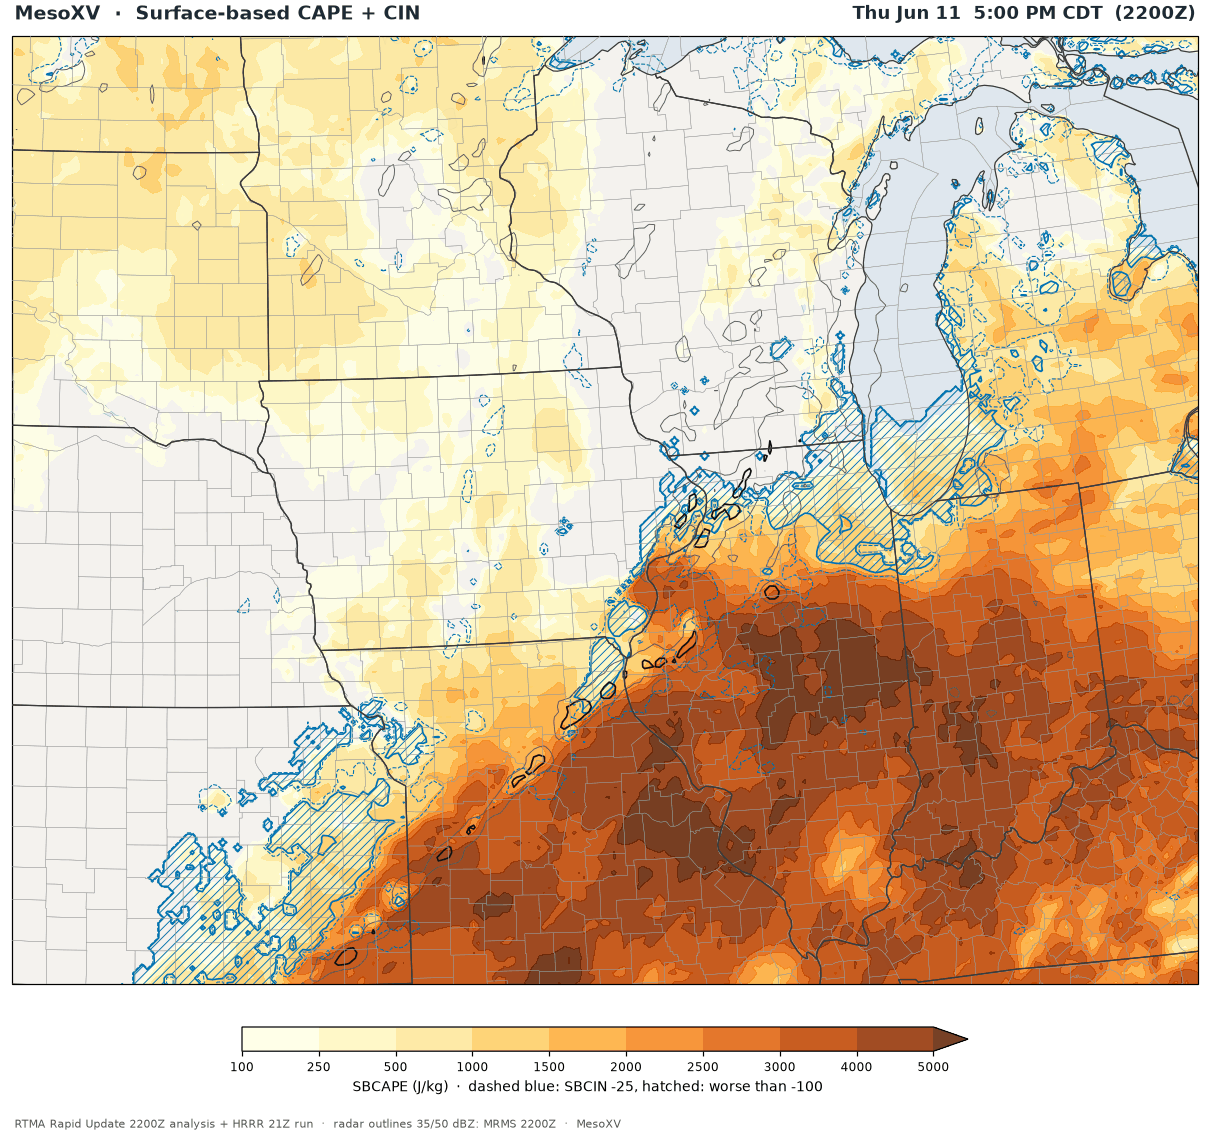 MesoXV · Surface-based CAPE + CIN
Thu Jun 11 5:00 PM CDT (2200Z)
100 250 500 1000 1500 2000 2500 3000 4000 5000
SBCAPE (J/kg) · dashed blue: SBCIN -25, hatched: worse than -100
RTMA Rapid Update 2200Z analysis + HRRR 21Z run · radar outlines 35/50 dBZ: MRMS 2200Z · MesoXV